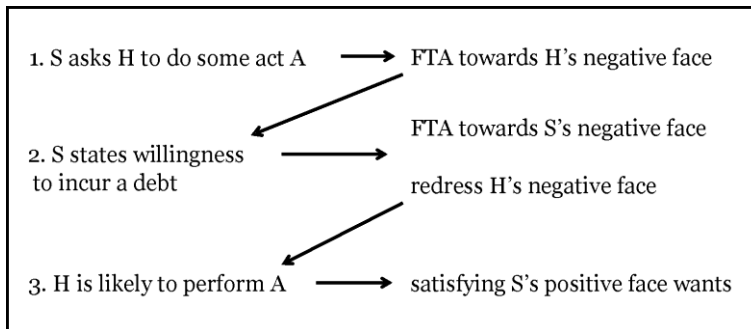 1. S asks H to do some act A
FTA towards H's negative face
FTA towards S's negative face
2. S states willingness
to incur a debt
redress H's negative face
3. H is likely to perform A
satisfying S's positive face wants